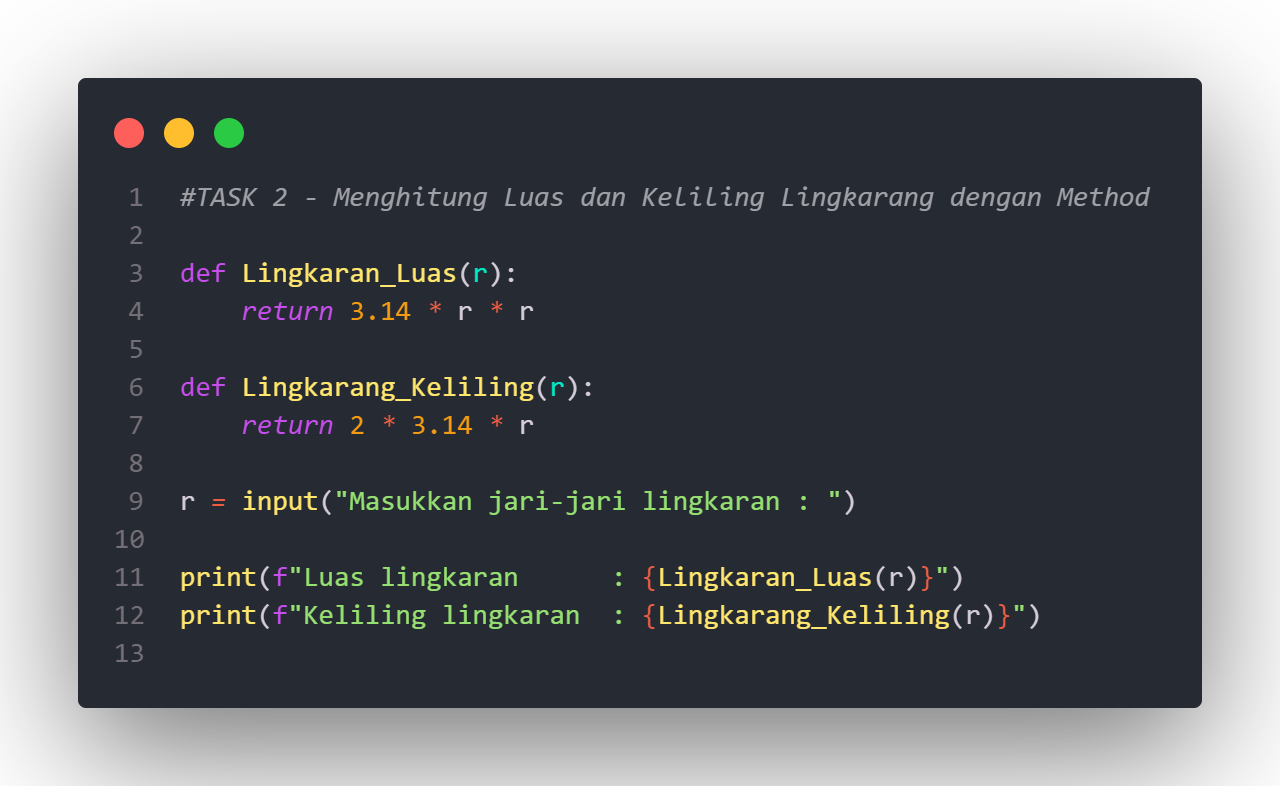 1 #TASK 2 - Menghitung Luas dan Keliling Lingkarang dengan Method
2
3 def Lingkaran_Luas(r):
4     return 3.14 * r * r
5
6 def Lingkarang_Keliling(r):
7     return 2 * 3.14 * r
8
9 r = input("Masukkan jari-jari lingkaran : ")
10
11 print(f"Luas lingkaran      : {Lingkaran_Luas(r)}")
12 print(f"Keliling lingkaran  : {Lingkarang_Keliling(r)}")
13